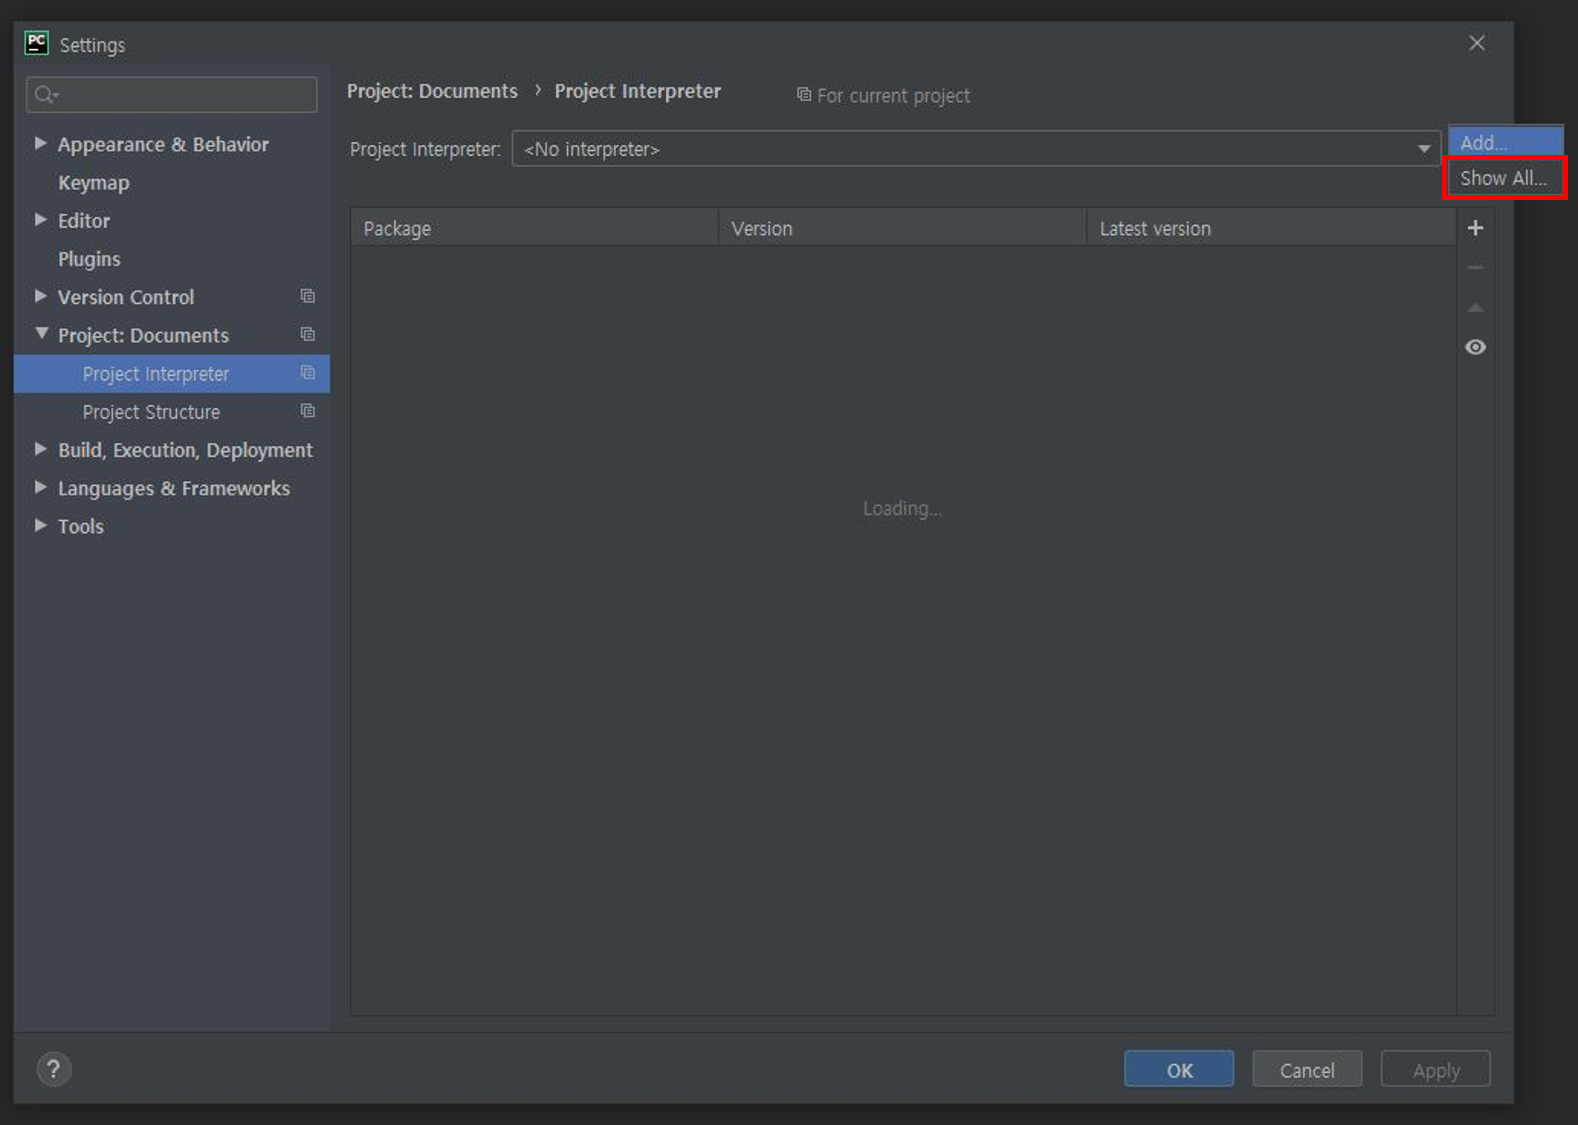 PC Settings
Project: Documents › Project Interpreter
For current project
Appearance & Behavior
Keymap
Editor
Plugins
Version Control
Project: Documents
Project Interpreter
Project Structure
Build, Execution, Deployment
Languages & Frameworks
Tools
Project Interpreter: <No interpreter>
Add...
Show All...
Package Version Latest version
Loading...
?
OK Cancel Apply